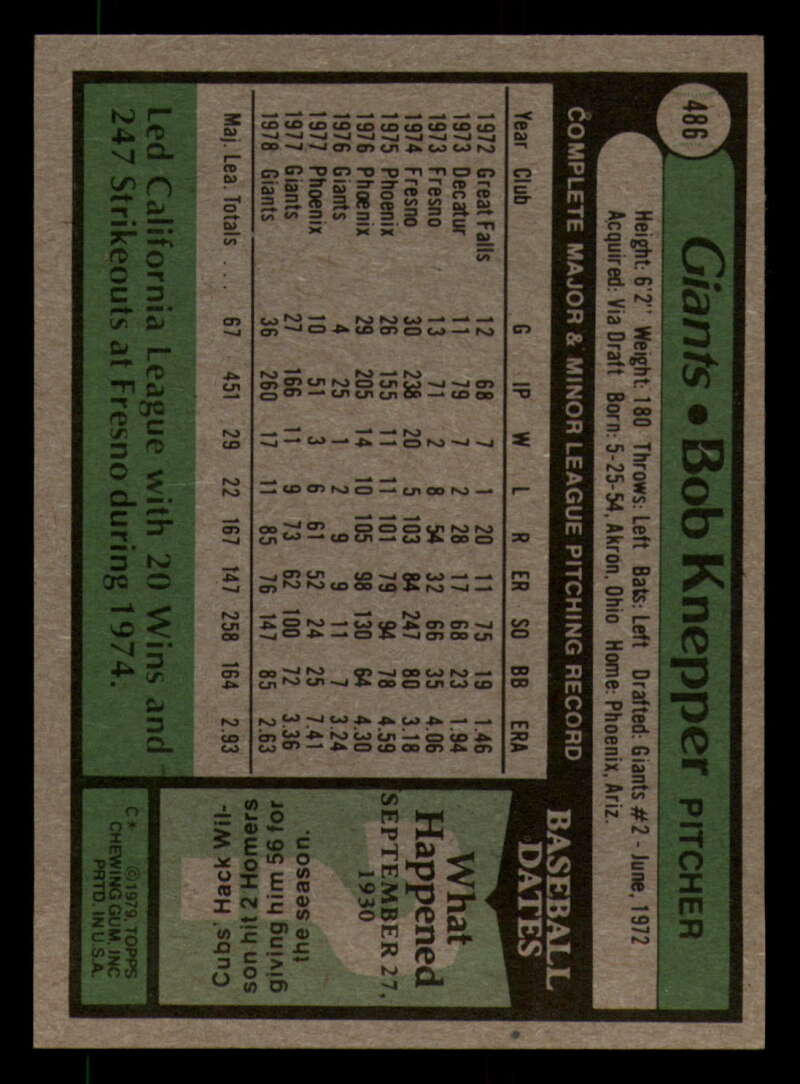 486
Giants • Bob Knepper PITCHER
Height: 6'2" Weight: 180 Throws: Left Bats: Left Drafted: Giants #2 - June, 1972
Acquired: Via Draft Born: 5-25-54, Akron, Ohio Home: Phoenix, Ariz.
COMPLETE MAJOR & MINOR LEAGUE PITCHING RECORD
Year Club G IP W L R ER SO BB ERA
1972 Great Falls 12 68 7 1 20 11 75 19 1.46
1973 Decatur 11 79 7 2 28 17 68 23 1.94
1973 Fresno 13 71 2 8 54 32 66 35 4.06
1974 Fresno 30 238 20 5 103 84 247 80 3.18
1975 Phoenix 26 155 11 11 101 79 94 78 4.59
1976 Phoenix 29 205 14 10 105 98 130 64 4.30
1976 Giants 4 25 1 2 9 9 11 7 3.24
1977 Phoenix 10 51 3 6 61 52 24 25 7.41
1977 Giants 27 166 11 9 73 62 100 72 3.36
1978 Giants 36 260 17 11 85 76 147 85 2.63
Maj. Lea. Totals . . . 67 451 29 22 167 147 258 164 2.93
Led California League with 20 Wins and
247 Strikeouts at Fresno during 1974.
BASEBALL
DATES
What
Happened
SEPTEMBER 27,
1930
Cubs' Hack Wil-
son hit 2 Homers
giving him 56 for
the season.
C* ©1979, TOPPS
CHEWING GUM, INC
PRTD. IN U.S.A.